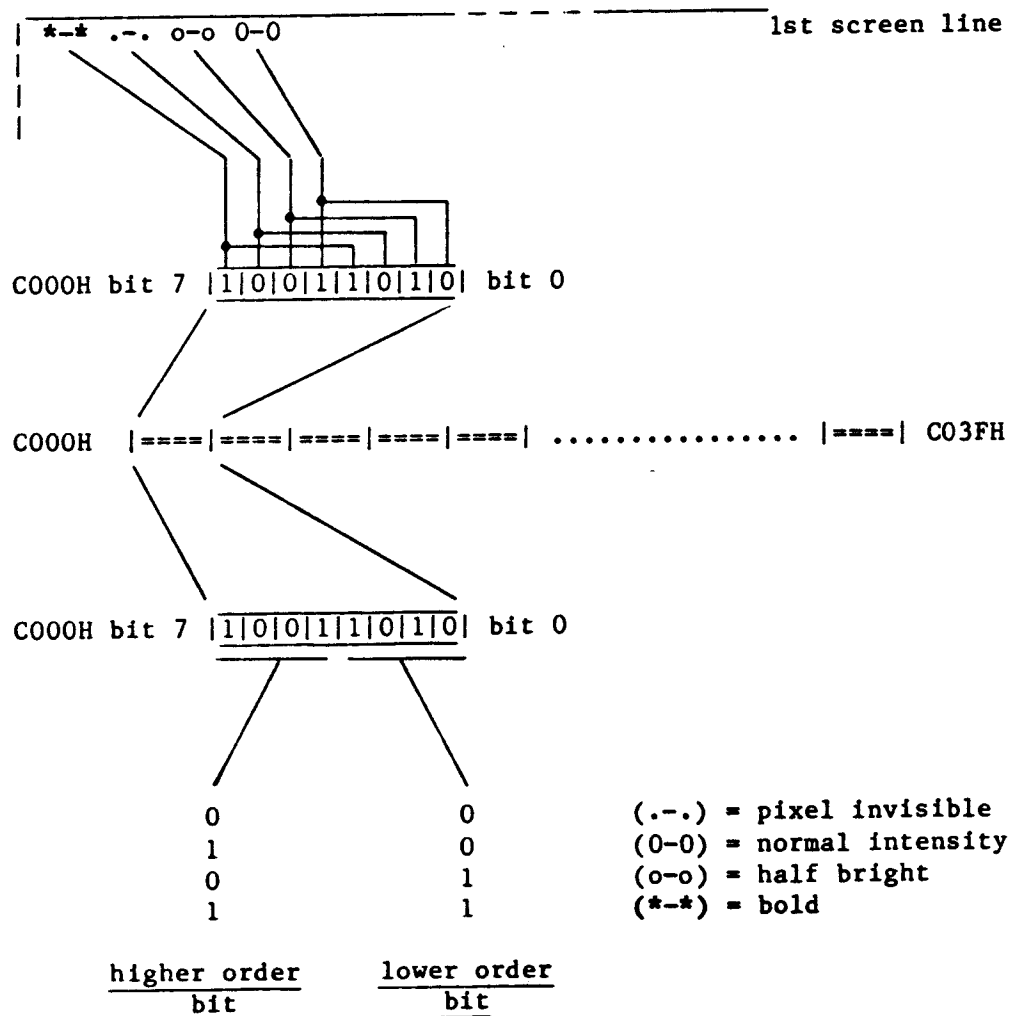 *-* .-. o-o 0-0 1st screen line
C000H bit 7 |1|0|0|1|1|0|1|0| bit 0
C000H |====|====|====|====|====| ................ |====| C03FH
C000H bit 7 |1|0|0|1|1|0|1|0| bit 0
0 0 (.-.) = pixel invisible
1 0 (0-0) = normal intensity
0 1 (o-o) = half bright
1 1 (*-*) = bold
higher order lower order
bit bit